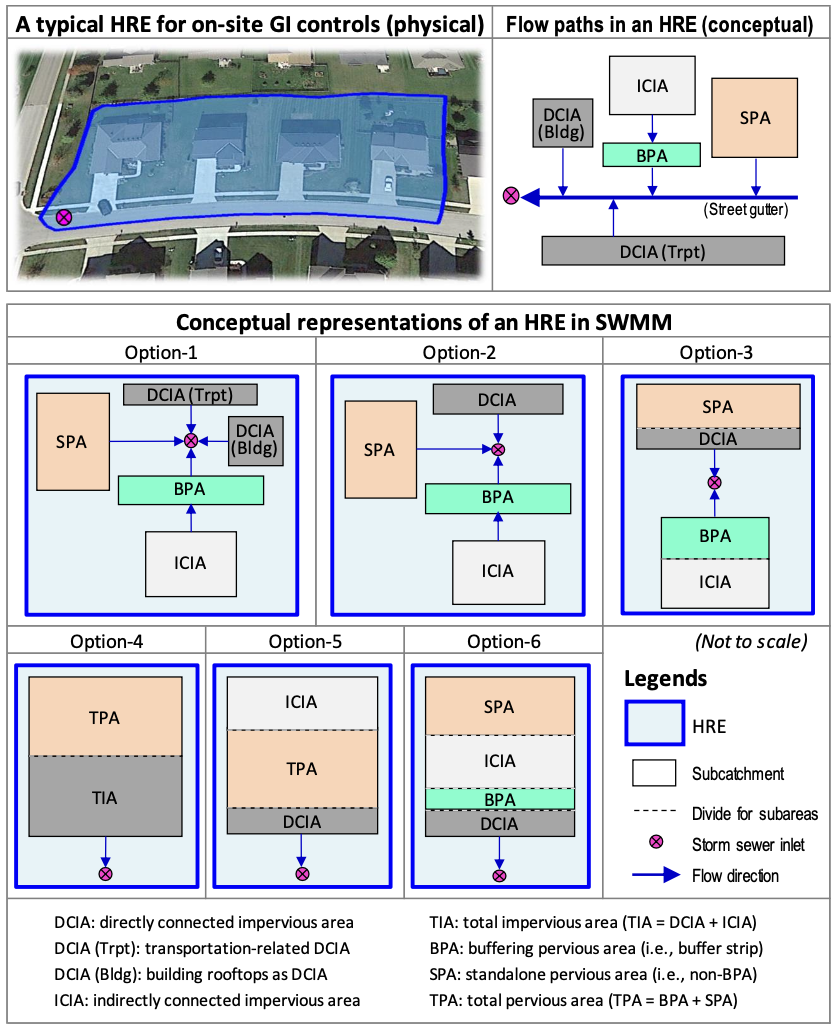 A typical HRE for on-site GI controls (physical)
Flow paths in an HRE (conceptual)
DCIA
(Bldg)
ICIA
BPA
SPA
(Street gutter)
DCIA (Trpt)
Conceptual representations of an HRE in SWMM
Option-1
Option-2
Option-3
SPA
DCIA (Trpt)
DCIA
(Bldg)
BPA
ICIA
SPA
DCIA
BPA
ICIA
SPA
DCIA
BPA
ICIA
Option-4
Option-5
Option-6
TPA
TIA
ICIA
TPA
DCIA
SPA
ICIA
BPA
DCIA
(Not to scale)
Legends
HRE
Subcatchment
Divide for subareas
Storm sewer inlet
Flow direction
DCIA: directly connected impervious area
DCIA (Trpt): transportation-related DCIA
DCIA (Bldg): building rooftops as DCIA
ICIA: indirectly connected impervious area
TIA: total impervious area (TIA = DCIA + ICIA)
BPA: buffering pervious area (i.e., buffer strip)
SPA: standalone pervious area (i.e., non-BPA)
TPA: total pervious area (TPA = BPA + SPA)